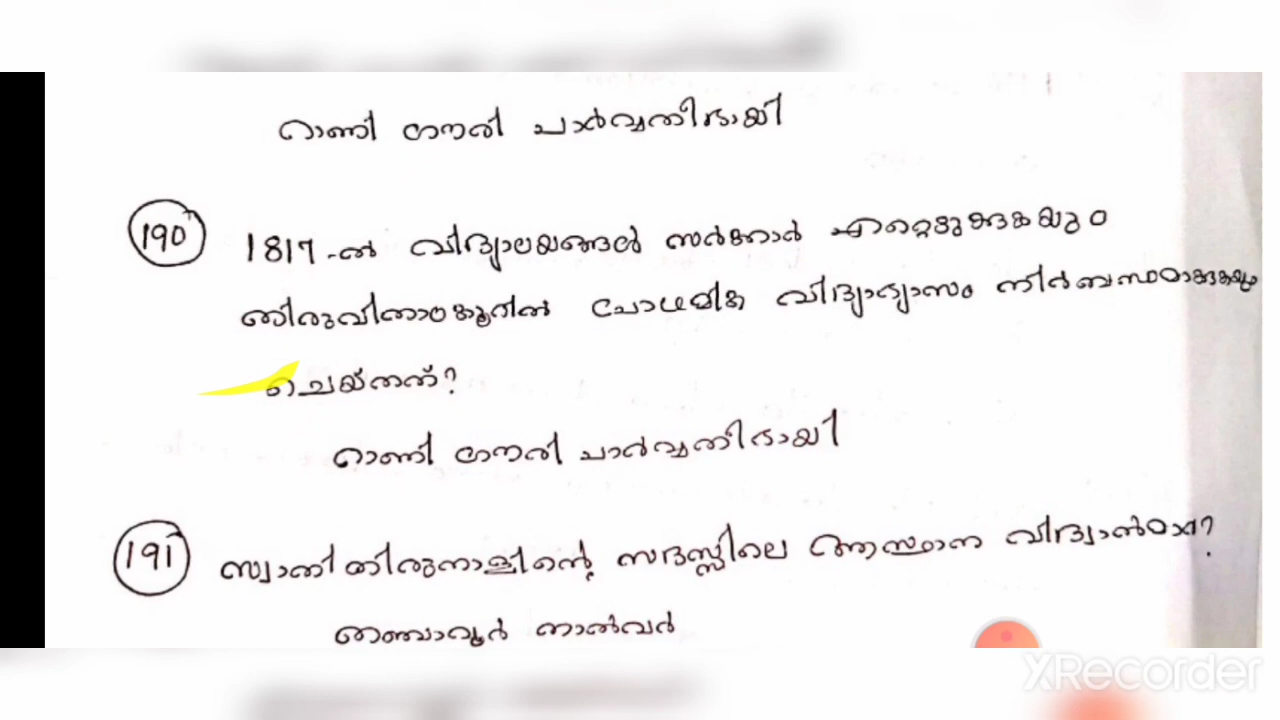 റാണി ഗൗരി പാർവ്വതീഭായി
190 1817-ൽ വിദ്യാലയങ്ങൾ സർക്കാർ ഏറ്റെടുക്കുകയും
തിരുവിതാംകൂറിൽ പ്രാഥമിക വിദ്യാഭ്യാസം നിർബന്ധമാക്കുകയും
ചെയ്തത്?
റാണി ഗൗരി പാർവ്വതീഭായി
191 സ്വാതിതിരുനാളിന്റെ സദസ്സിലെ ആസ്ഥാന വിദ്വാൻമാർ?
തഞ്ചാവൂർ നാൽവർ
XRecorder